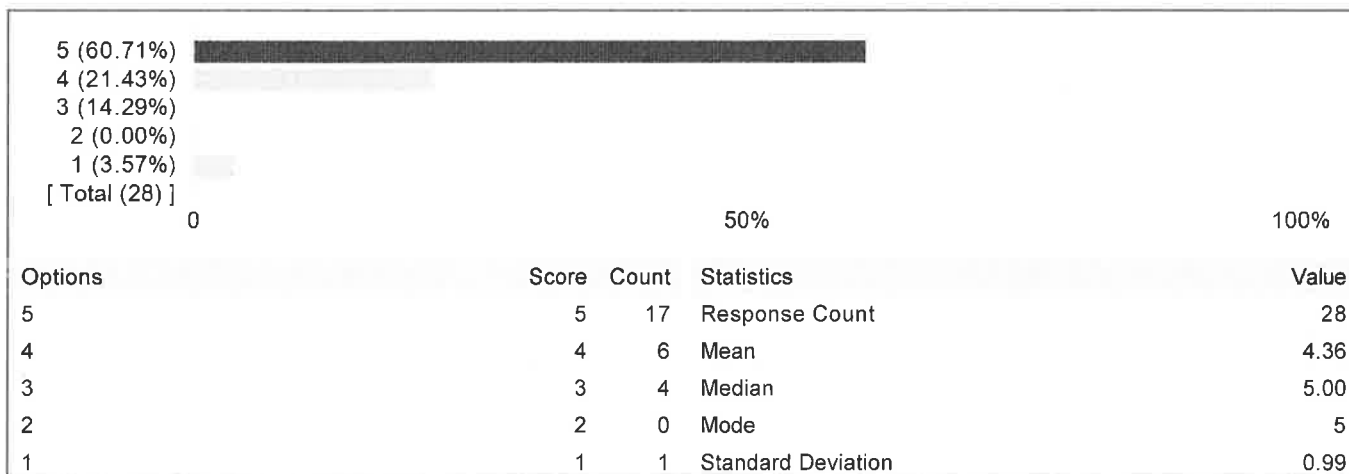 5 (60.71%)
4 (21.43%)
3 (14.29%)
2 (0.00%)
1 (3.57%)
[ Total (28) ]
0 50% 100%
Options Score Count Statistics Value
5 5 17 Response Count 28
4 4 6 Mean 4.36
3 3 4 Median 5.00
2 2 0 Mode 5
1 1 1 Standard Deviation 0.99